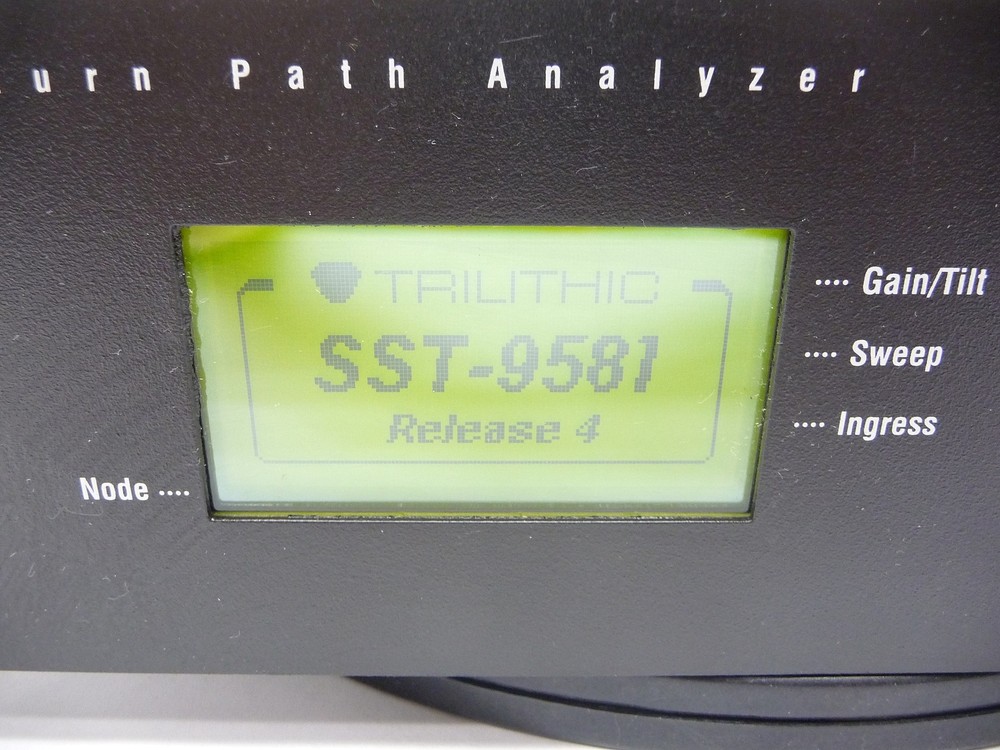 urn Path Analyzer
TRILITHIC
SST-9581
Release 4
.... Gain/Tilt
.... Sweep
.... Ingress
Node ....